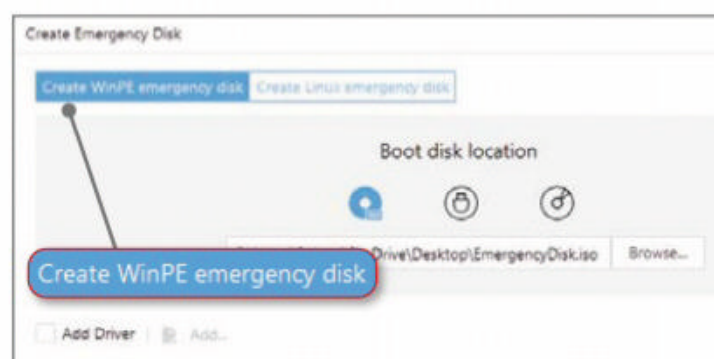 Create Emergency Disk
Create WinPE emergency disk Create Linux emergency disk
Boot disk location
Drive\Desktop\EmergencyDisk.iso Browse...
Create WinPE emergency disk
Add Driver Add...